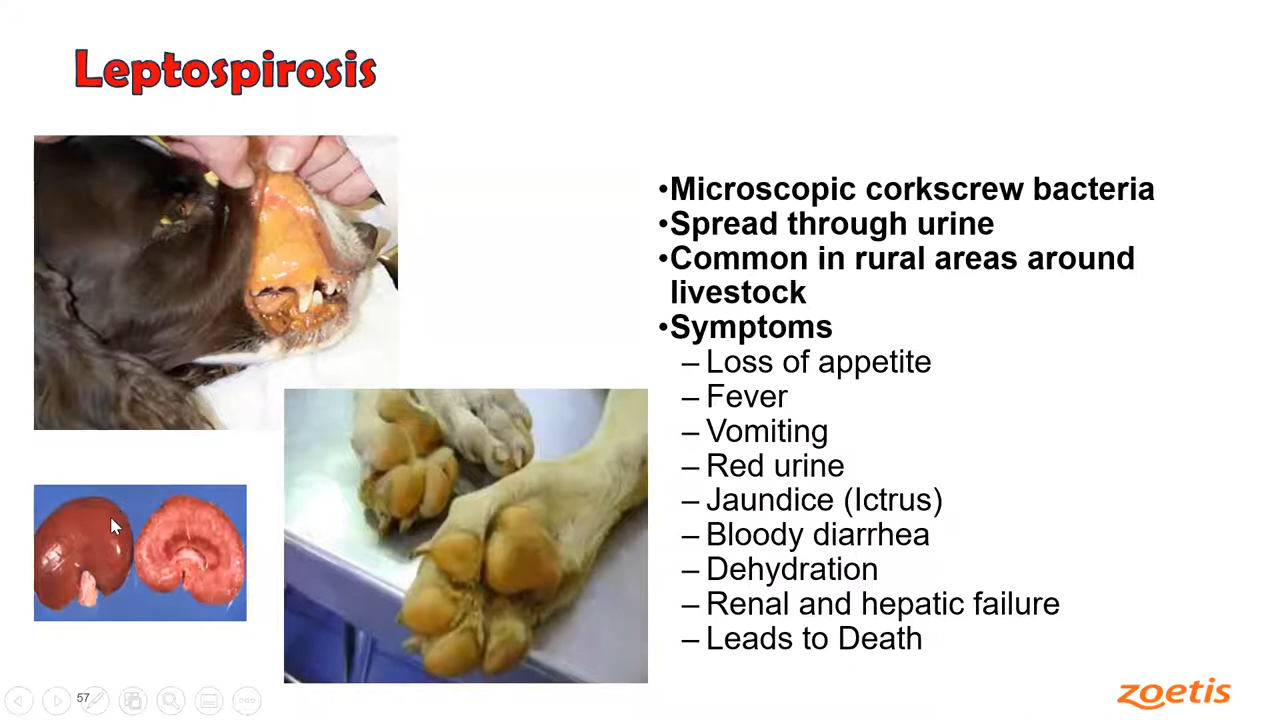 Leptospirosis
•Microscopic corkscrew bacteria
•Spread through urine
•Common in rural areas around
livestock
•Symptoms
– Loss of appetite
– Fever
– Vomiting
– Red urine
– Jaundice (Ictrus)
– Bloody diarrhea
– Dehydration
– Renal and hepatic failure
– Leads to Death
57
zoetis